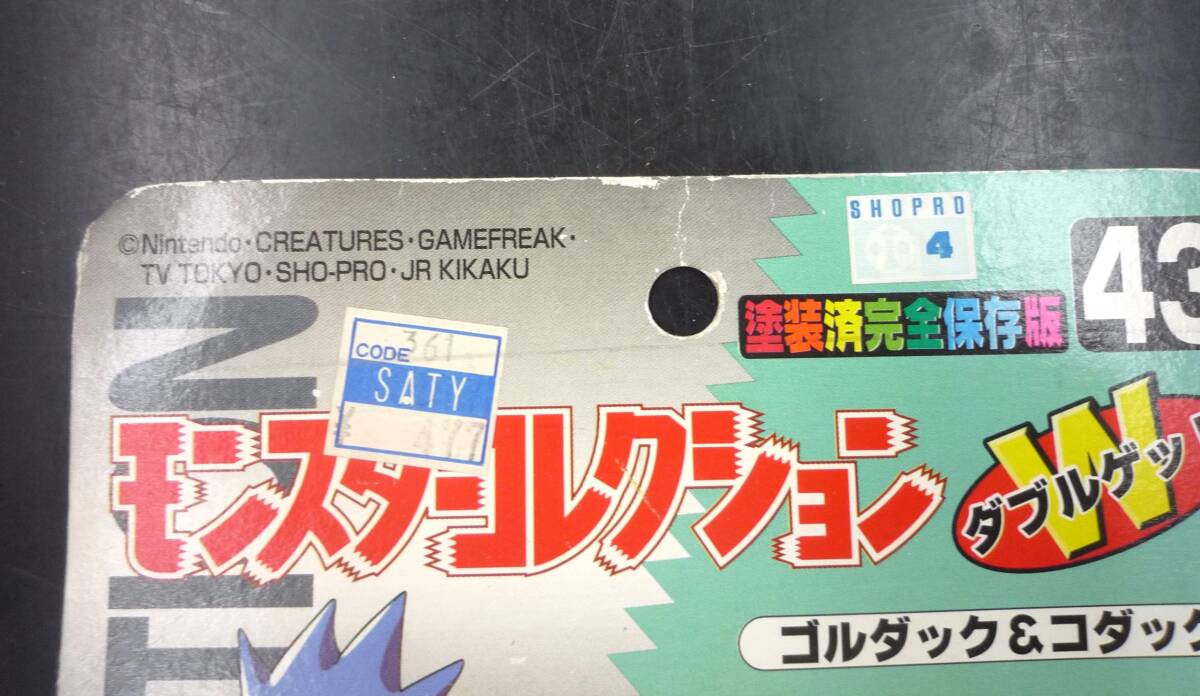 ©Nintendo・CREATURES・GAMEFREAK・
TV TOKYO・SHO-PRO・JR KIKAKU
SHOPRO
4
43
塗装済完全保存版
CODE 361
SATY
¥477
モンスターコレクション
W
ダブルゲッ
ゴルダック&コダック